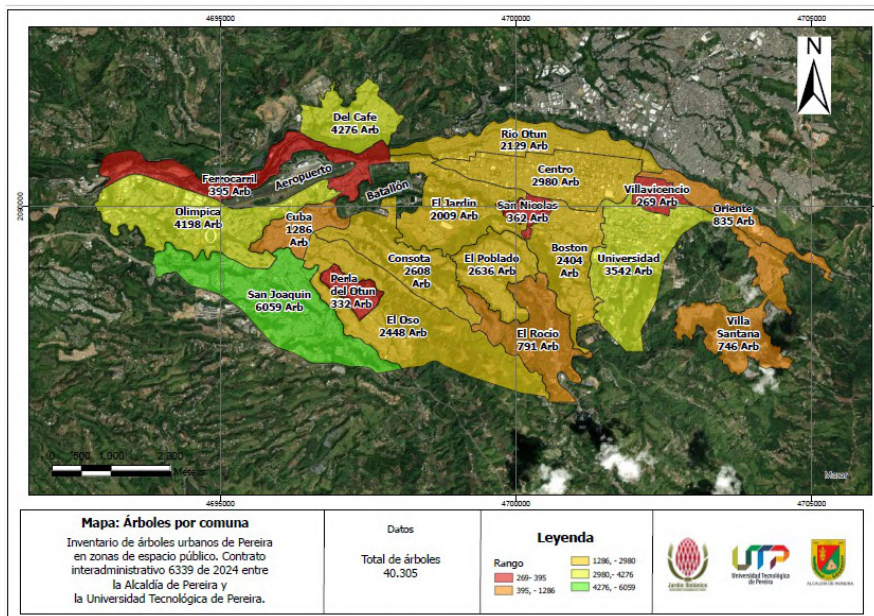 4695000
4700000
4705000
N
Del Cafe
4276 Arb
Rio Otun
2129 Arb
Centro
2980 Arb
Ferrocarril
395 Arb
Aeropuerto
Batallón
Villavicencio
269 Arb
2000000
Olimpica
4198 Arb
Cuba
1286
Arb
El Jardin
2009 Arb
San Nicolas
362 Arb
Oriente
835 Arb
Consota
2608
Arb
El Poblado
2636 Arb
Boston
2404
Arb
Universidad
3542 Arb
San Joaquin
6059 Arb
Perla
del Otun
332 Arb
El Oso
2448 Arb
El Rocio
791 Arb
Villa
Santana
746 Arb
0 500 1.000 2.000
Maxar
4695000
4700000
4705000
Mapa: Árboles por comuna
Inventario de árboles urbanos de Pereira
en zonas de espacio público. Contrato
interadministrativo 6339 de 2024 entre
la Alcaldía de Pereira y
la Universidad Tecnológica de Pereira.
Datos
Total de árboles
40.305
Leyenda
Rango
269- 395
395, - 1286
1286, - 2980
2980,- 4276
4276, - 6059
Jardín Botánico
UTP
Universidad Tecnológica
de Pereira
ALCALDÍA DE PEREIRA